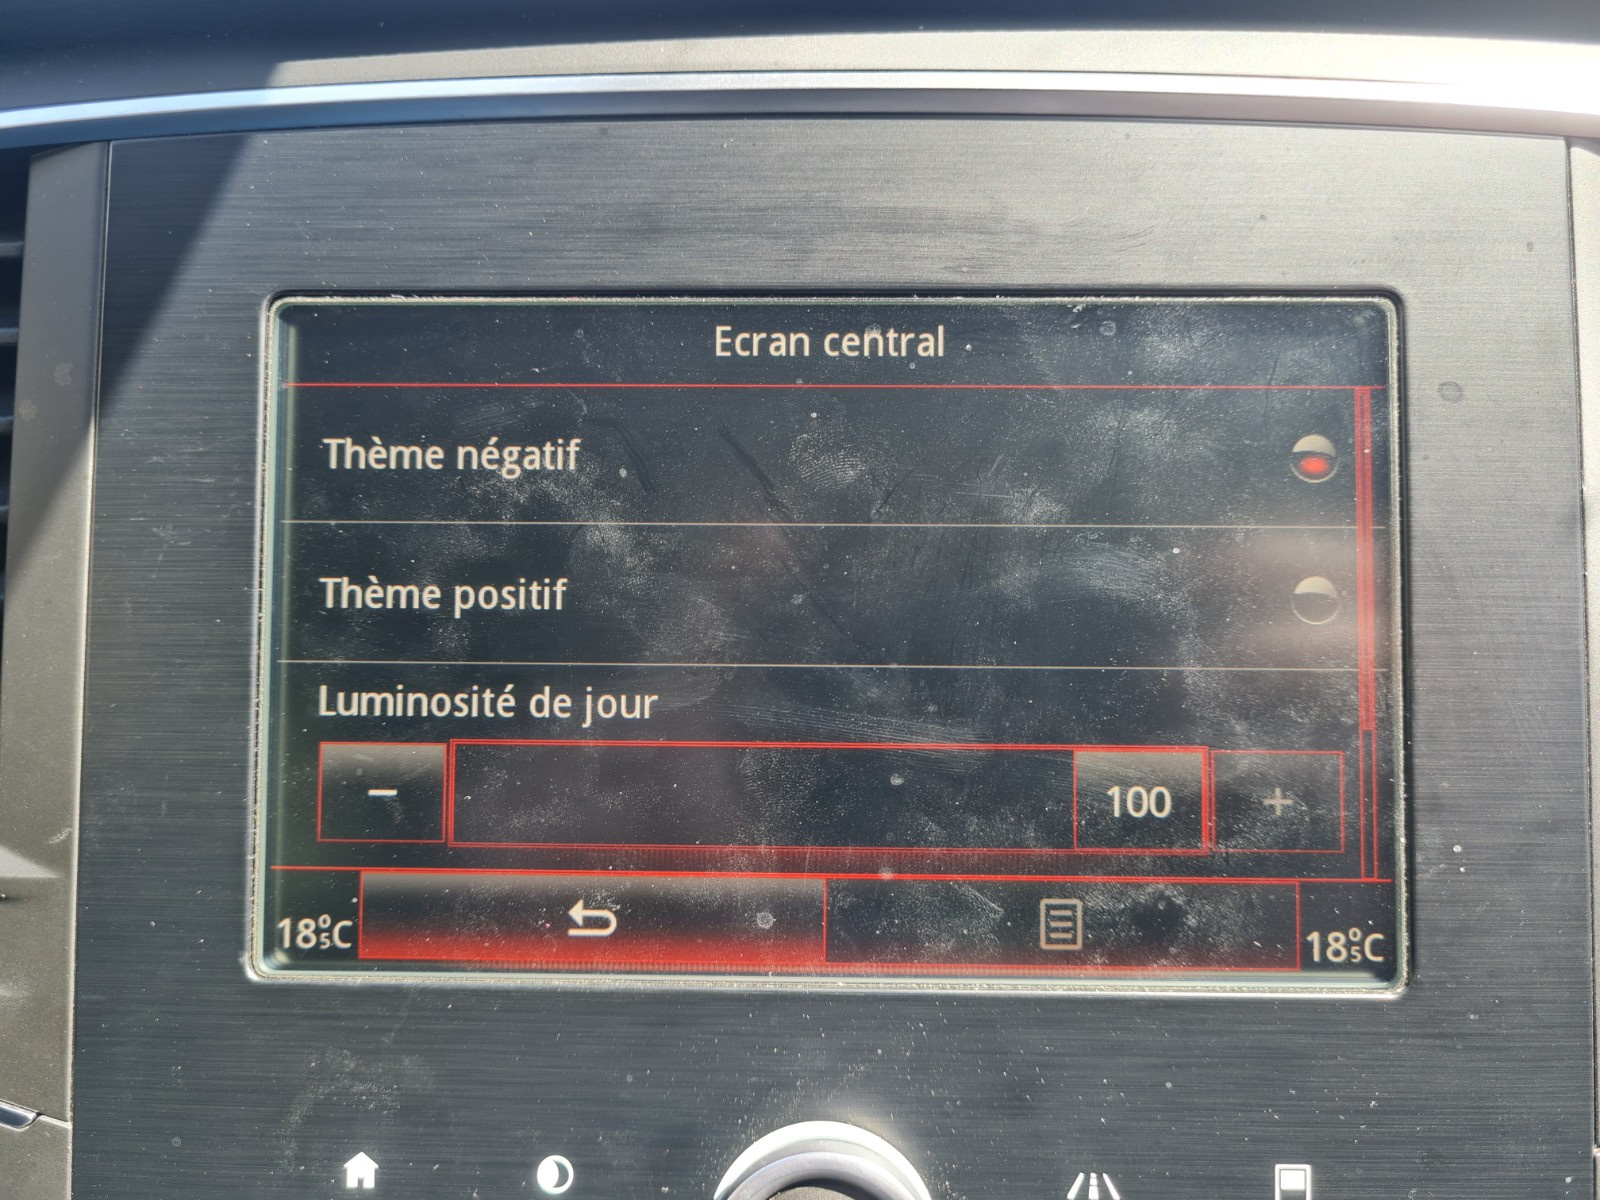 Ecran central
Thème négatif
Thème positif
Luminosité de jour
− 100 +
18°5C 18°5C